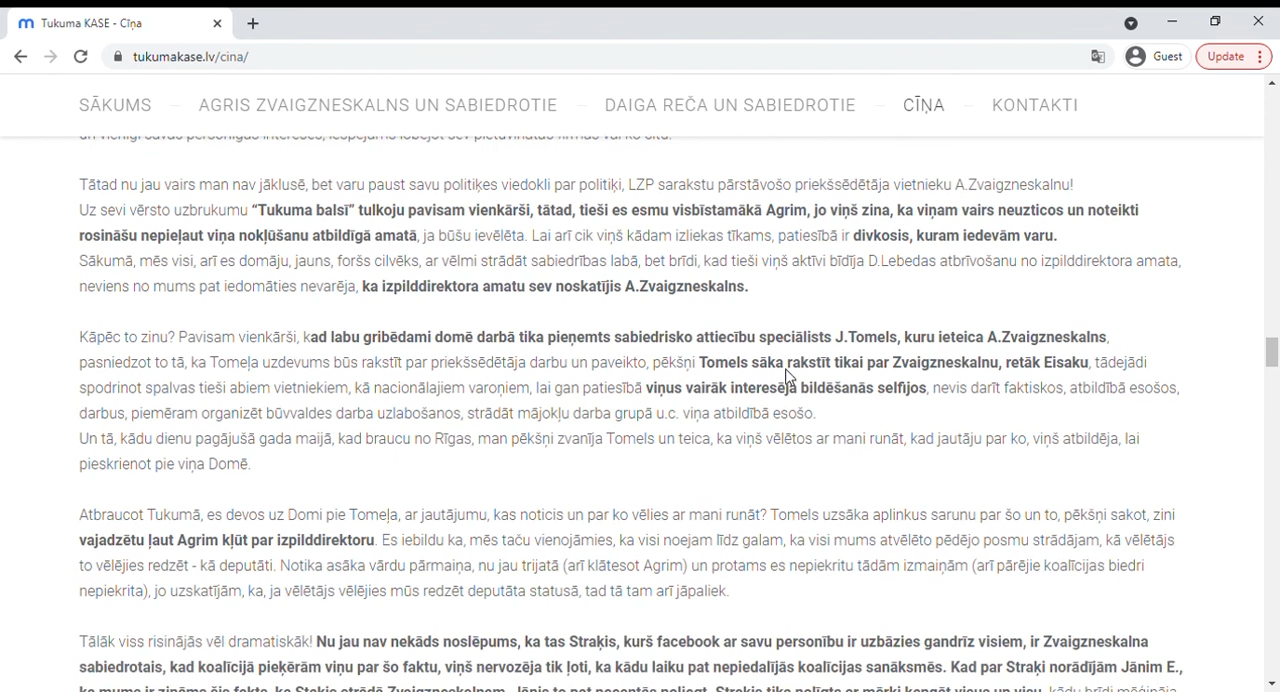 Tukuma KASE - Cīņa
tukumakase.lv/cina/
Guest
Update
SĀKUMS — AGRIS ZVAIGZNESKALNS UN SABIEDROTIE — DAIGA REČA UN SABIEDROTIE — CĪŅA — KONTAKTI
Tātad nu jau vairs man nav jāklusē, bet varu paust savu politiķes viedokli par politiķi, LZP sarakstu pārstāvošo priekšsēdētāja vietnieku A.Zvaigzneskalnu!
Uz sevi vērsto uzbrukumu “Tukuma balsī” tulkoju pavisam vienkārši, tātad, tieši es esmu visbīstamākā Agrim, jo viņš zina, ka viņam vairs neuzticos un noteikti
rosināšu nepieļaut viņa nokļūšanu atbildīgā amatā, ja būšu ievēlēta. Lai arī cik viņš kādam izliekas tīkams, patiesībā ir divkosis, kuram iedevām varu.
Sākumā, mēs visi, arī es domāju, jauns, foršs cilvēks, ar vēlmi strādāt sabiedrības labā, bet brīdi, kad tieši viņš aktīvi bīdīja D.Lebedas atbrīvošanu no izpilddirektora amata,
neviens no mums pat iedomāties nevarēja, ka izpilddirektora amatu sev noskatījis A.Zvaigzneskalns.
Kāpēc to zinu? Pavisam vienkārši, kad labu gribēdami domē darbā tika pieņemts sabiedrisko attiecību speciālists J.Tomels, kuru ieteica A.Zvaigzneskalns,
pasniedzot to tā, ka Tomeļa uzdevums būs rakstīt par priekšsēdētāja darbu un paveikto, pēkšņi Tomels sāka rakstīt tikai par Zvaigzneskalnu, retāk Eisaku, tādejādi
spodrinot spalvas tieši abiem vietniekiem, kā nacionālajiem varoņiem, lai gan patiesībā viņus vairāk interesēja bildēšanās selfijos, nevis darīt faktiskos, atbildībā esošos,
darbus, piemēram organizēt būvvaldes darba uzlabošanos, strādāt mājokļu darba grupā u.c. viņa atbildībā esošo.
Un tā, kādu dienu pagājušā gada maijā, kad braucu no Rīgas, man pēkšņi zvanīja Tomels un teica, ka viņš vēlētos ar mani runāt, kad jautāju par ko, viņš atbildēja, lai
pieskrienot pie viņa Domē.
Atbraucot Tukumā, es devos uz Domi pie Tomeļa, ar jautājumu, kas noticis un par ko vēlies ar mani runāt? Tomels uzsāka aplinkus sarunu par šo un to, pēkšņi sakot, zini
vajadzētu ļaut Agrim kļūt par izpilddirektoru. Es iebildu ka, mēs taču vienojāmies, ka visi noejam līdz galam, ka visi mums atvēlēto pēdējo posmu strādājam, kā vēlētājs
to vēlējies redzēt - kā deputāti. Notika asāka vārdu pārmaiņa, nu jau trijatā (arī klātesot Agrim) un protams es nepiekritu tādām izmaiņām (arī pārējie koalīcijas biedri
nepiekrita), jo uzskatījām, ka, ja vēlētājs vēlējies mūs redzēt deputāta statusā, tad tā tam arī jāpaliek.
Tālāk viss risinājās vēl dramatiskāk! Nu jau nav nekāds noslēpums, ka tas Straķis, kurš facebook ar savu personību ir uzbāzies gandrīz visiem, ir Zvaigzneskalna
sabiedrotais, kad koalīcijā pieķērām viņu par šo faktu, viņš nervozēja tik ļoti, ka kādu laiku pat nepiedalījās koalīcijas sanāksmēs. Kad par Straķi norādījām Jānim E.,